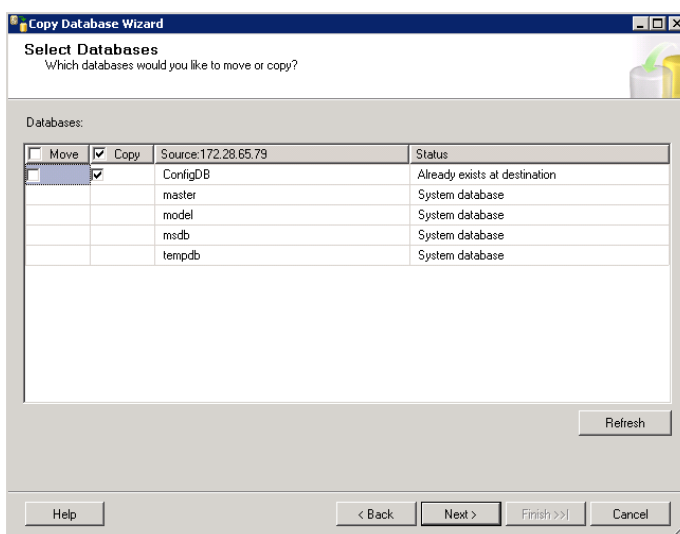 Copy Database Wizard
Select Databases
Which databases would you like to move or copy?
Databases:
Move Copy Source:172.28.65.79 Status
ConfigDB Already exists at destination
master System database
model System database
msdb System database
tempdb System database
Refresh
Help < Back Next > Finish >>| Cancel